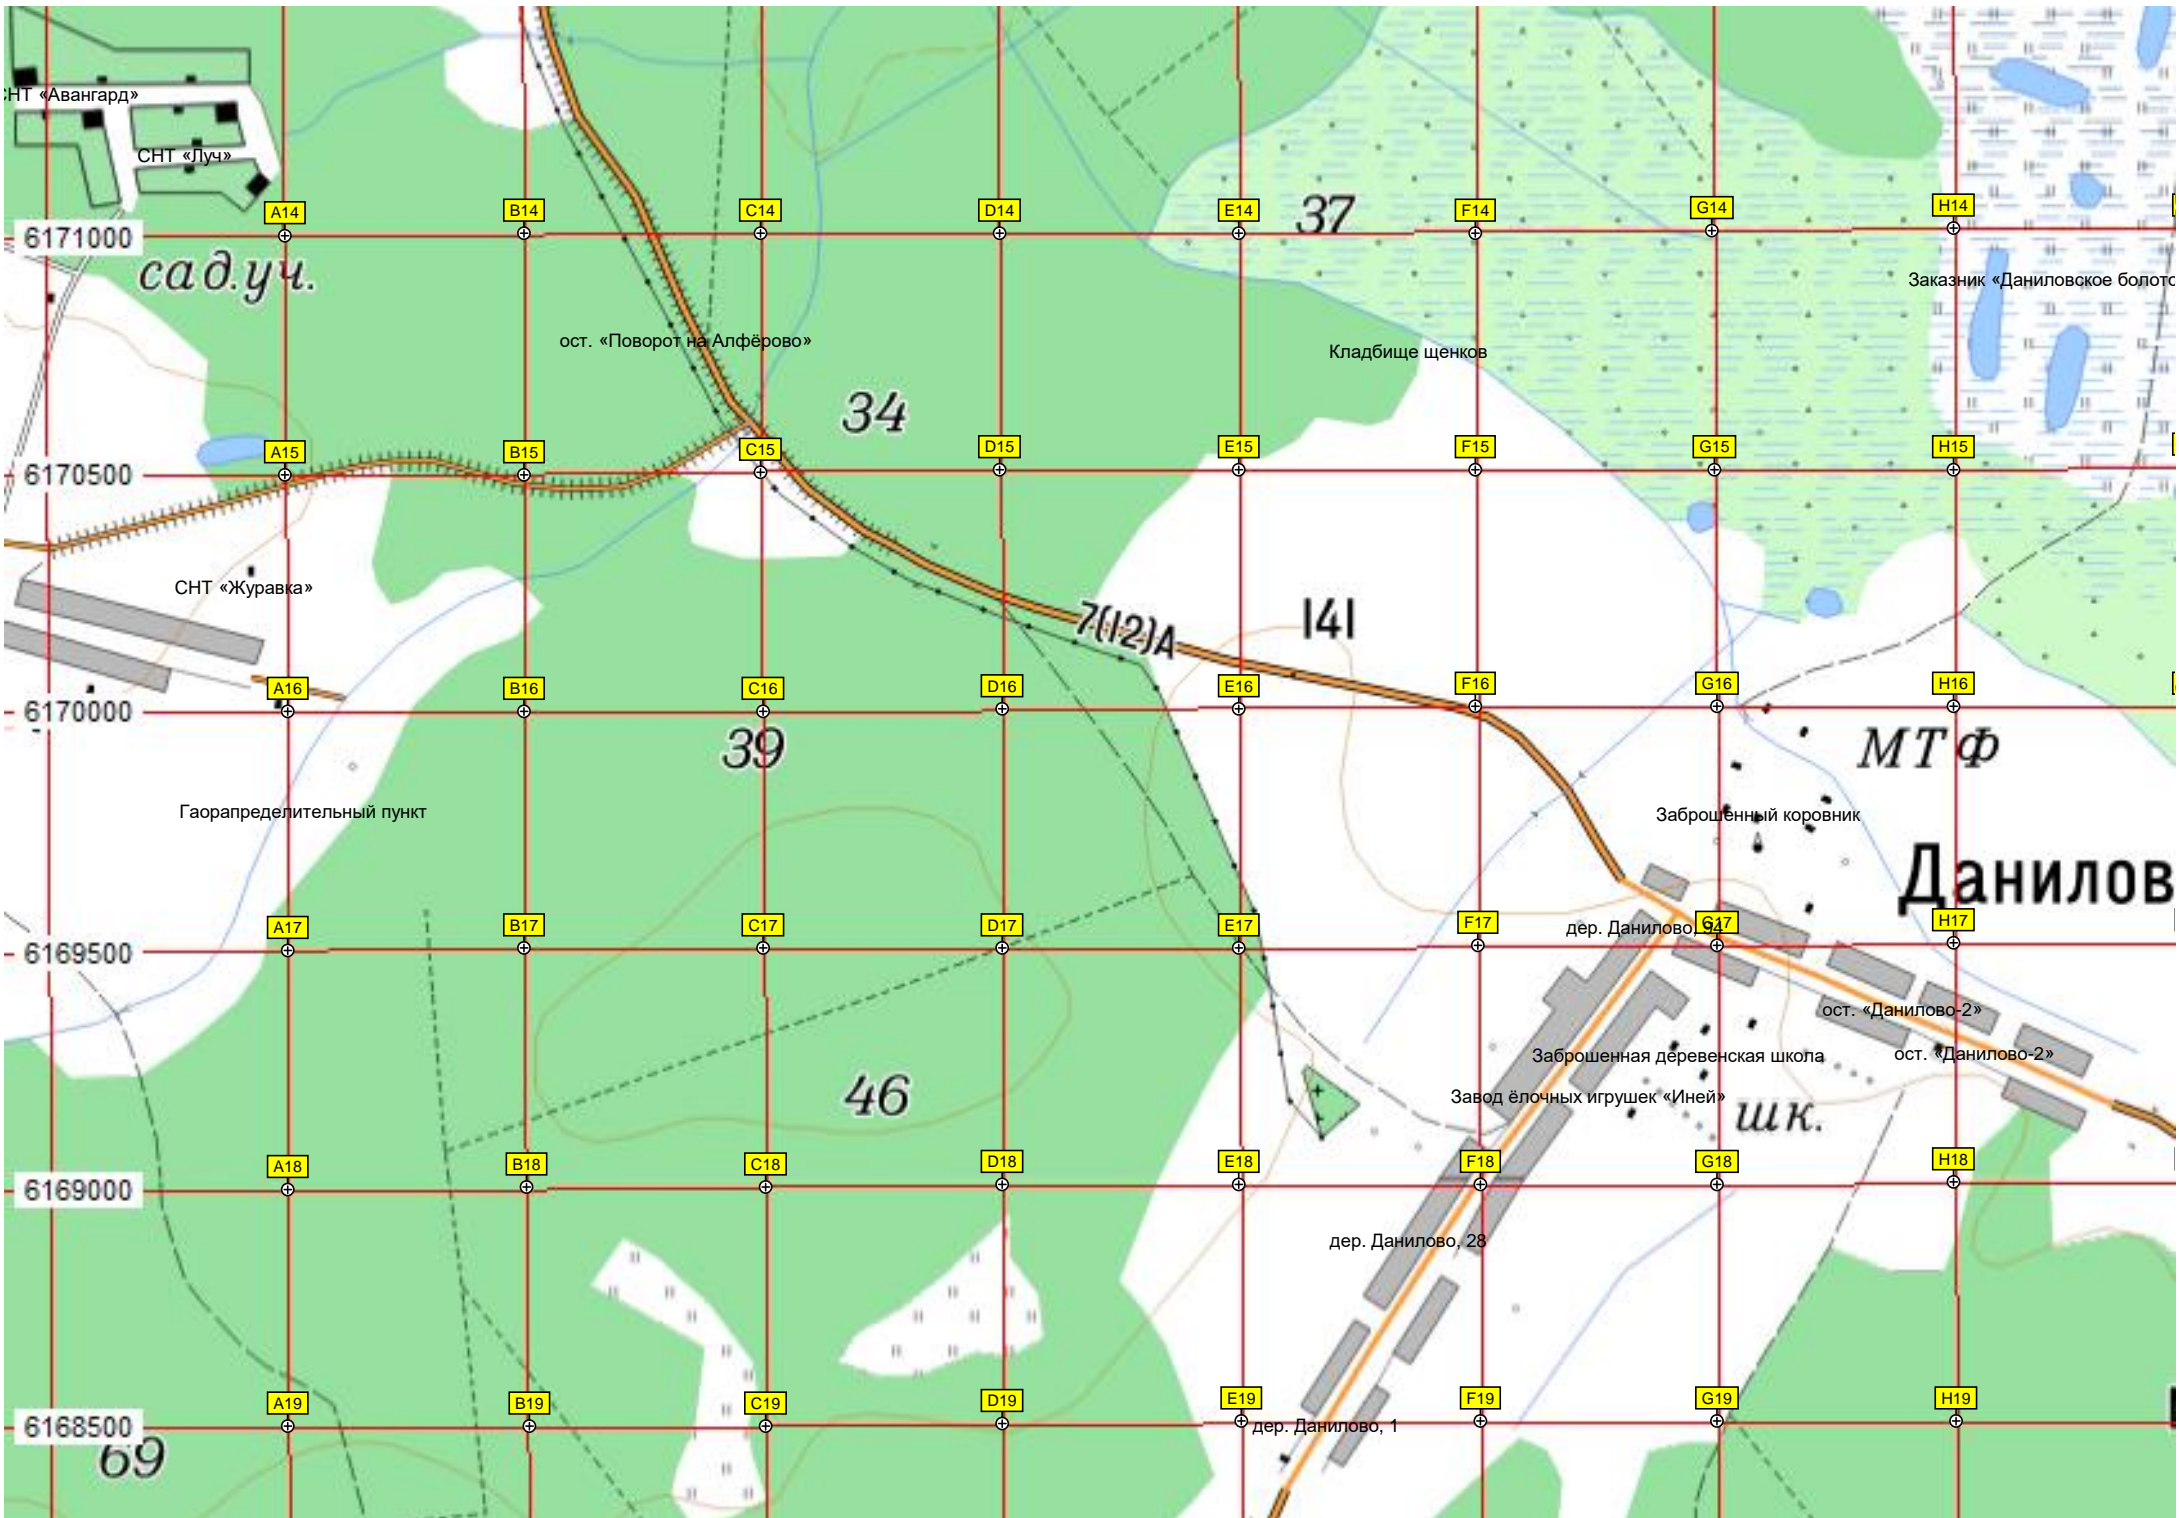 СНТ «Авангард»
СНТ «Луч»
A14
B14
C14
D14
E14
37
F14
G14
H14
6171000
сад.уч.
Заказник «Даниловское болото
ост. «Поворот на Алфёрово»
Кладбище щенков
34
A15
B15
C15
D15
E15
F15
G15
H15
6170500
СНТ «Журавка»
7(12)А
141
A16
B16
C16
D16
E16
F16
G16
H16
6170000
39
МТФ
Гаорапределительный пункт
Заброшенный коровник
Данилов
A17
B17
C17
D17
E17
F17
дер. Данилово, 94
G17
H17
6169500
ост. «Данилово-2»
Заброшенная деревенская школа
ост. «Данилово-2»
46
Завод ёлочных игрушек «Иней»
шк.
A18
B18
C18
D18
E18
F18
G18
H18
6169000
дер. Данилово, 28
A19
B19
C19
D19
E19
F19
G19
H19
6168500
дер. Данилово, 1
69